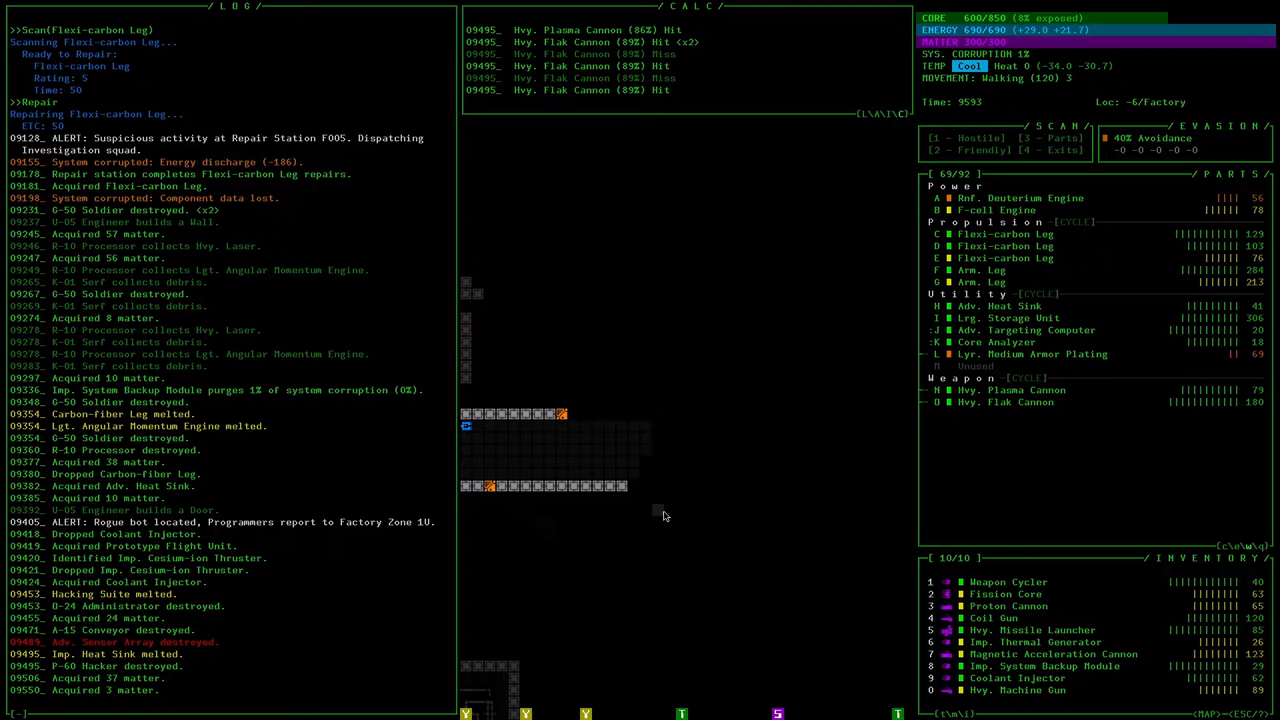 / L O G /
>>Scan(Flexi-carbon Leg)
Scanning Flexi-carbon Leg...
Ready to Repair:
Flexi-carbon Leg
Rating: 5
Time: 50
>>Repair
Repairing Flexi-carbon Leg...
ETC: 50
09128_ ALERT: Suspicious activity at Repair Station F005. Dispatching
Investigation squad.
09155_ System corrupted: Energy discharge (-186).
09178_ Repair station completes Flexi-carbon Leg repairs.
09181_ Acquired Flexi-carbon Leg.
09198_ System corrupted: Component data lost.
09231_ G-50 Soldier destroyed. <x2>
09237_ U-05 Engineer builds a Wall.
09245_ Acquired 57 matter.
09246_ R-10 Processor collects Hvy. Laser.
09247_ Acquired 56 matter.
09249_ R-10 Processor collects Lgt. Angular Momentum Engine.
09265_ K-01 Serf collects debris.
09267_ G-50 Soldier destroyed.
09269_ K-01 Serf collects debris.
09274_ Acquired 8 matter.
09278_ R-10 Processor collects Hvy. Laser.
09278_ K-01 Serf collects debris.
09278_ R-10 Processor collects Lgt. Angular Momentum Engine.
09283_ K-01 Serf collects debris.
09297_ Acquired 10 matter.
09336_ Imp. System Backup Module purges 1% of system corruption (0%).
09348_ G-50 Soldier destroyed.
09354_ Carbon-fiber Leg melted.
09354_ Lgt. Angular Momentum Engine melted.
09354_ G-50 Soldier destroyed.
09360_ R-10 Processor destroyed.
09377_ Acquired 38 matter.
09380_ Dropped Carbon-fiber Leg.
09382_ Acquired Adv. Heat Sink.
09385_ Acquired 10 matter.
09392_ U-05 Engineer builds a Door.
09405_ ALERT: Rogue bot located, Programmers report to Factory Zone 1V.
09418_ Dropped Coolant Injector.
09419_ Acquired Prototype Flight Unit.
09420_ Identified Imp. Cesium-ion Thruster.
09421_ Dropped Imp. Cesium-ion Thruster.
09424_ Acquired Coolant Injector.
09453_ Hacking Suite melted.
09453_ O-24 Administrator destroyed.
09455_ Acquired 24 matter.
09471_ A-15 Conveyor destroyed.
09489_ Adv. Sensor Array destroyed.
09495_ Imp. Heat Sink melted.
09495_ P-60 Hacker destroyed.
09506_ Acquired 37 matter.
09550_ Acquired 3 matter.
[-]
/ C A L C /
09495_ Hvy. Plasma Cannon (86%) Hit
09495_ Hvy. Flak Cannon (89%) Hit <x2>
09495_ Hvy. Flak Cannon (89%) Miss
09495_ Hvy. Flak Cannon (89%) Hit
09495_ Hvy. Flak Cannon (89%) Miss
09495_ Hvy. Flak Cannon (89%) Hit
[L\A\I\C]
Y Y Y T S T
CORE 600/850 (8% exposed)
ENERGY 690/690 (+29.0 +21.7)
MATTER 300/300
SYS. CORRUPTION 1%
TEMP Cool Heat 0 (-34.0 -30.7)
MOVEMENT: Walking (120) 3
Time: 9593 Loc: -6/Factory
/ S C A N /
[1 - Hostile] [3 - Parts]
[2 - Friendly] [4 - Exits]
/ E V A S I O N /
40% Avoidance
-0 -0 -0 -0 -0
[ 69/92 ] / P A R T S /
Power
A Rnf. Deuterium Engine 56
B F-cell Engine 78
Propulsion -[CYCLE]
C Flexi-carbon Leg 129
D Flexi-carbon Leg 103
E Flexi-carbon Leg 76
F Arm. Leg 284
G Arm. Leg 213
Utility -[CYCLE]
H Adv. Heat Sink 41
I Lrg. Storage Unit 306
:J Adv. Targeting Computer 20
:K Core Analyzer 18
L Lyr. Medium Armor Plating 69
M Unused
Weapon -[CYCLE]
N Hvy. Plasma Cannon 79
O Hvy. Flak Cannon 180
[c\e\w\q]
[ 10/10 ] / I N V E N T O R Y /
1 Weapon Cycler 40
2 Fission Core 63
3 Proton Cannon 65
4 Coil Gun 120
5 Hvy. Missile Launcher 85
6 Imp. Thermal Generator 26
7 Magnetic Acceleration Cannon 123
8 Imp. System Backup Module 29
9 Coolant Injector 62
0 Hvy. Machine Gun 89
[t\m\i] <MAP>-<ESC/?>